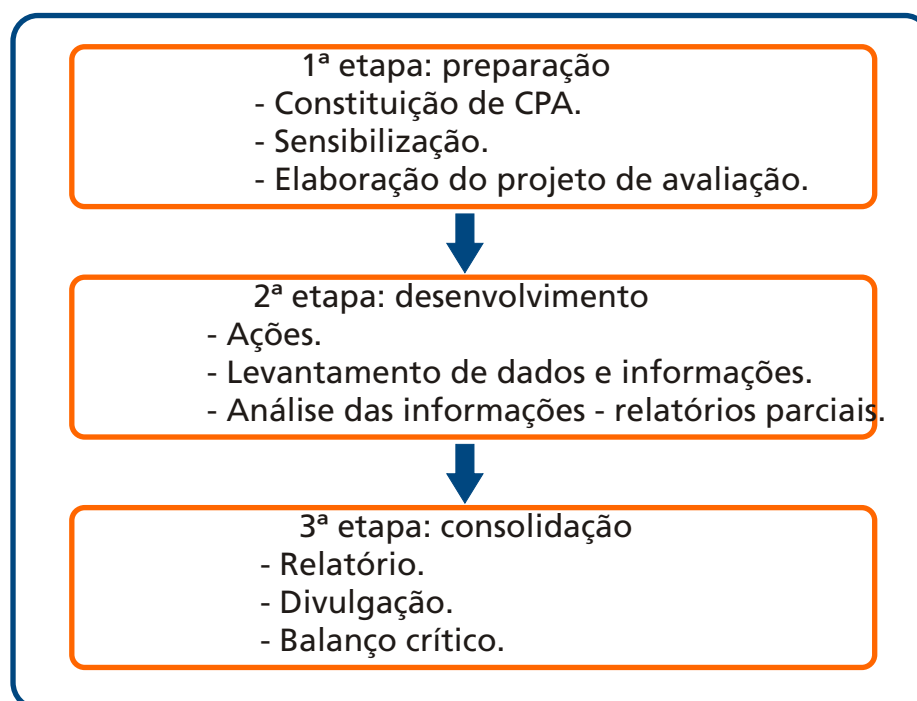 1ª etapa: preparação
- Constituição de CPA.
- Sensibilização.
- Elaboração do projeto de avaliação.
2ª etapa: desenvolvimento
- Ações.
- Levantamento de dados e informações.
- Análise das informações - relatórios parciais.
3ª etapa: consolidação
- Relatório.
- Divulgação.
- Balanço crítico.